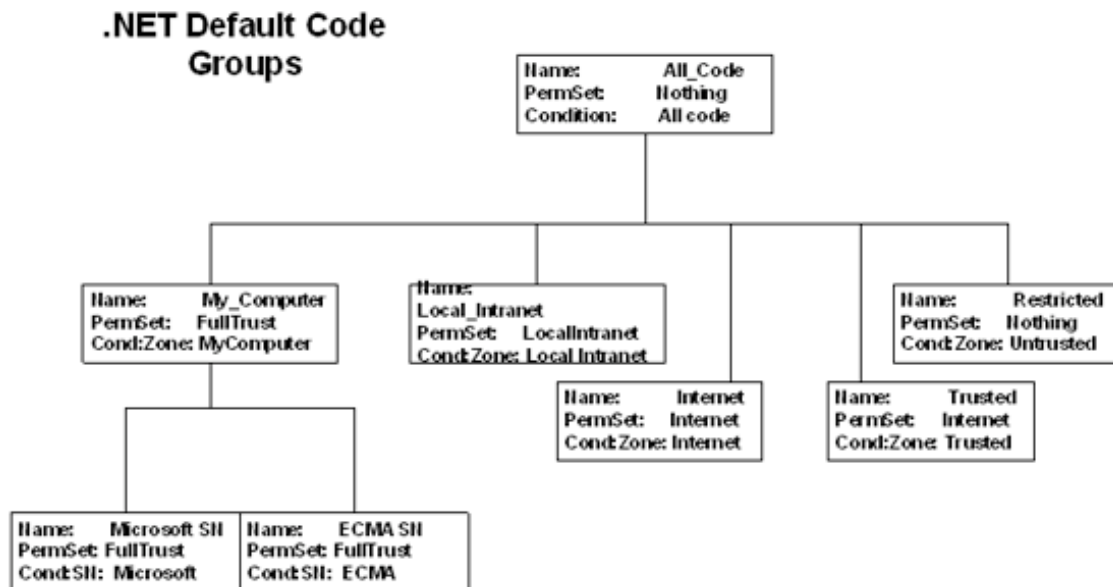 .NET Default Code
Groups
Name: All_Code
PermSet: Nothing
Condition: All code
Name: My_Computer
PermSet: FullTrust
Cond:Zone: MyComputer
Name:
Local_Intranet
PermSet: LocalIntranet
Cond:Zone: Local Intranet
Name: Restricted
PermSet: Nothing
Cond:Zone: Untrusted
Name: Internet
PermSet: Internet
Cond:Zone: Internet
Name: Trusted
PermSet: Internet
Cond:Zone: Trusted
Name: Microsoft SN
PermSet: FullTrust
Cond:SN: Microsoft
Name: ECMA SN
PermSet: FullTrust
Cond:SN: ECMA